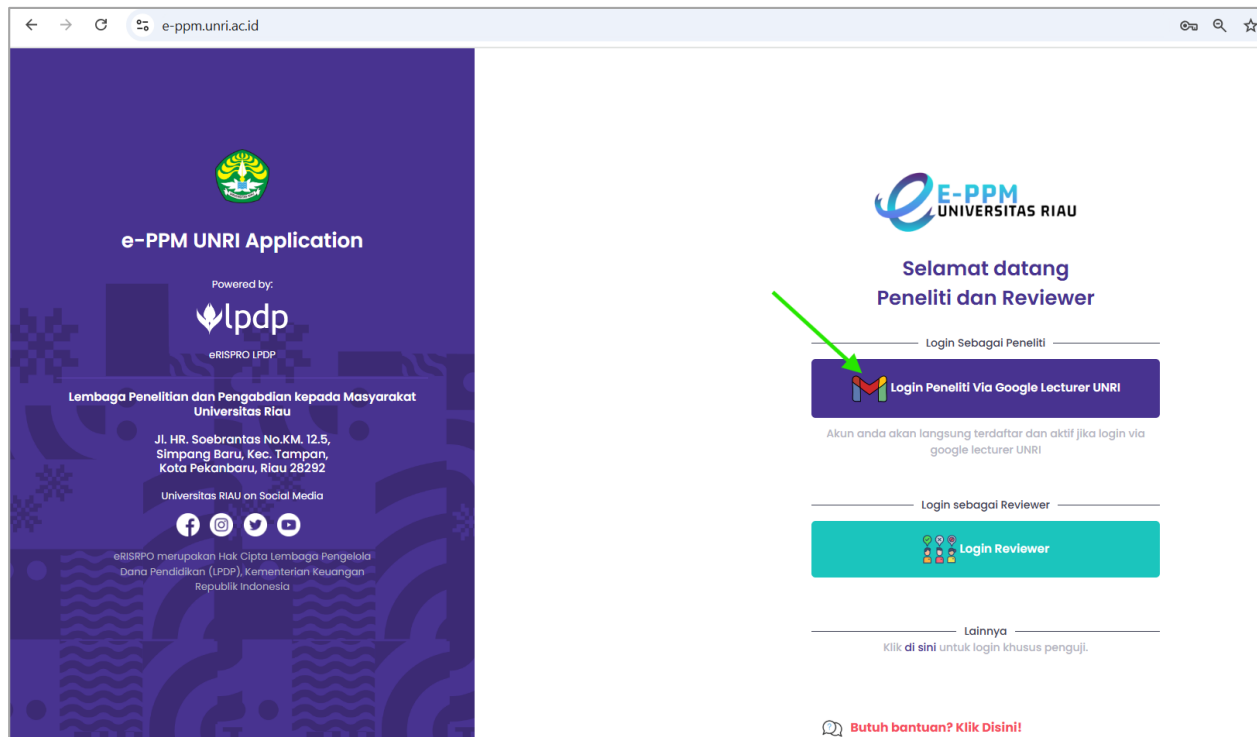 e-ppm.unri.ac.id
e-PPM UNRI Application
Powered by:
lpdp
eRISPRO LPDP
Lembaga Penelitian dan Pengabdian kepada Masyarakat
Universitas Riau
Jl. HR. Soebrantas No.KM. 12.5,
Simpang Baru, Kec. Tampan,
Kota Pekanbaru, Riau 28292
Universitas RIAU on Social Media
eRISRPO merupakan Hak Cipta Lembaga Pengelola
Dana Pendidikan (LPDP), Kementerian Keuangan
Republik Indonesia
E-PPM
UNIVERSITAS RIAU
Selamat datang
Peneliti dan Reviewer
Login Sebagai Peneliti
Login Peneliti Via Google Lecturer UNRI
Akun anda akan langsung terdaftar dan aktif jika login via
google lecturer UNRI
Login sebagai Reviewer
Login Reviewer
Lainnya
Klik di sini untuk login khusus penguji.
Butuh bantuan? Klik Disini!